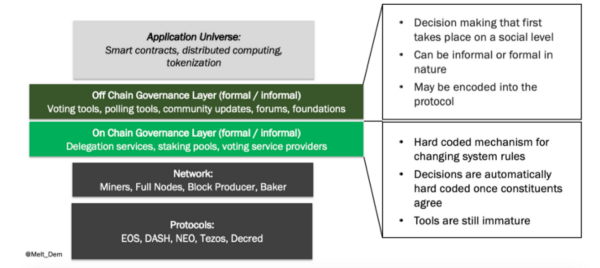 Application Universe:
Smart contracts, distributed computing,
tokenization
Off Chain Governance Layer (formal / informal)
Voting tools, polling tools, community updates, forums, foundations
On Chain Governance Layer (formal / informal)
Delegation services, staking pools, voting service providers
Network:
Miners, Full Nodes, Block Producer, Baker
Protocols:
EOS, DASH, NEO, Tezos, Decred
@Melt_Dem
• Decision making that first
takes place on a social level
• Can be informal or formal in
nature
• May be encoded into the
protocol
• Hard coded mechanism for
changing system rules
• Decisions are automatically
hard coded once constituents
agree
• Tools are still immature